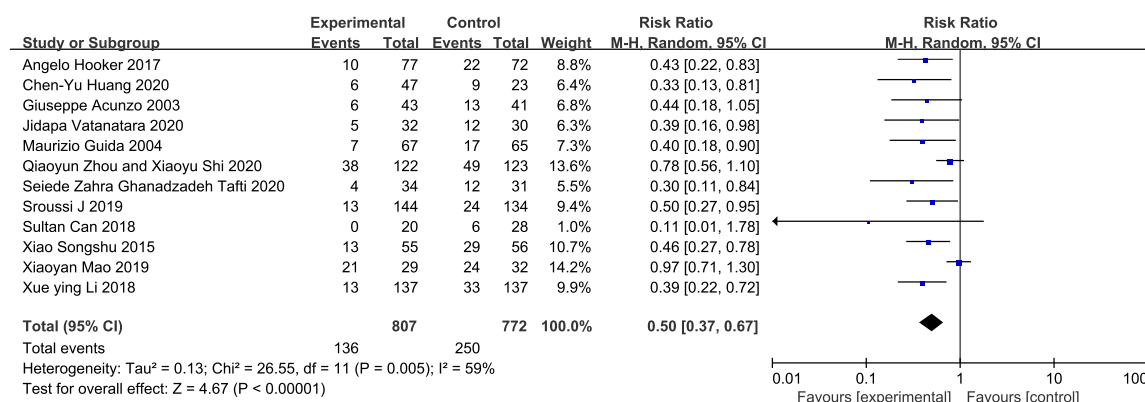 Experimental Control Risk Ratio Risk Ratio
Study or Subgroup Events Total Events Total Weight M-H, Random, 95% CI M-H, Random, 95% CI
Angelo Hooker 2017 10 77 22 72 8.8% 0.43 [0.22, 0.83]
Chen-Yu Huang 2020 6 47 9 23 6.4% 0.33 [0.13, 0.81]
Giuseppe Acunzo 2003 6 43 13 41 6.8% 0.44 [0.18, 1.05]
Jidapa Vatanatara 2020 5 32 12 30 6.3% 0.39 [0.16, 0.98]
Maurizio Guida 2004 7 67 17 65 7.4% 0.40 [0.18, 0.90]
Qiaoyun Zhou and Xiaoyu Shi 2020 38 122 49 123 13.6% 0.78 [0.56, 1.10]
Seiede Zahra Ghanadzadeh Tafti 2020 4 34 12 31 5.5% 0.30 [0.11, 0.84]
Sroussi J 2019 13 144 24 134 9.4% 0.50 [0.27, 0.95]
Sultan Can 2018 0 20 6 28 1.0% 0.11 [0.01, 1.78]
Xiao Songshu 2015 13 55 29 56 10.7% 0.46 [0.27, 0.78]
Xiaoyan Mao 2019 21 29 24 32 14.2% 0.97 [0.71, 1.30]
Xue ying Li 2018 13 137 33 137 9.9% 0.39 [0.22, 0.72]
Total (95% CI) 807 772 100.0% 0.50 [0.37, 0.67]
Total events 136 250
Heterogeneity: Tau² = 0.13; Chi² = 26.55, df = 11 (P = 0.005); I² = 59%
Test for overall effect: Z = 4.67 (P < 0.00001)
0.01 0.1 1 10 100
Favours [experimental] Favours [control]